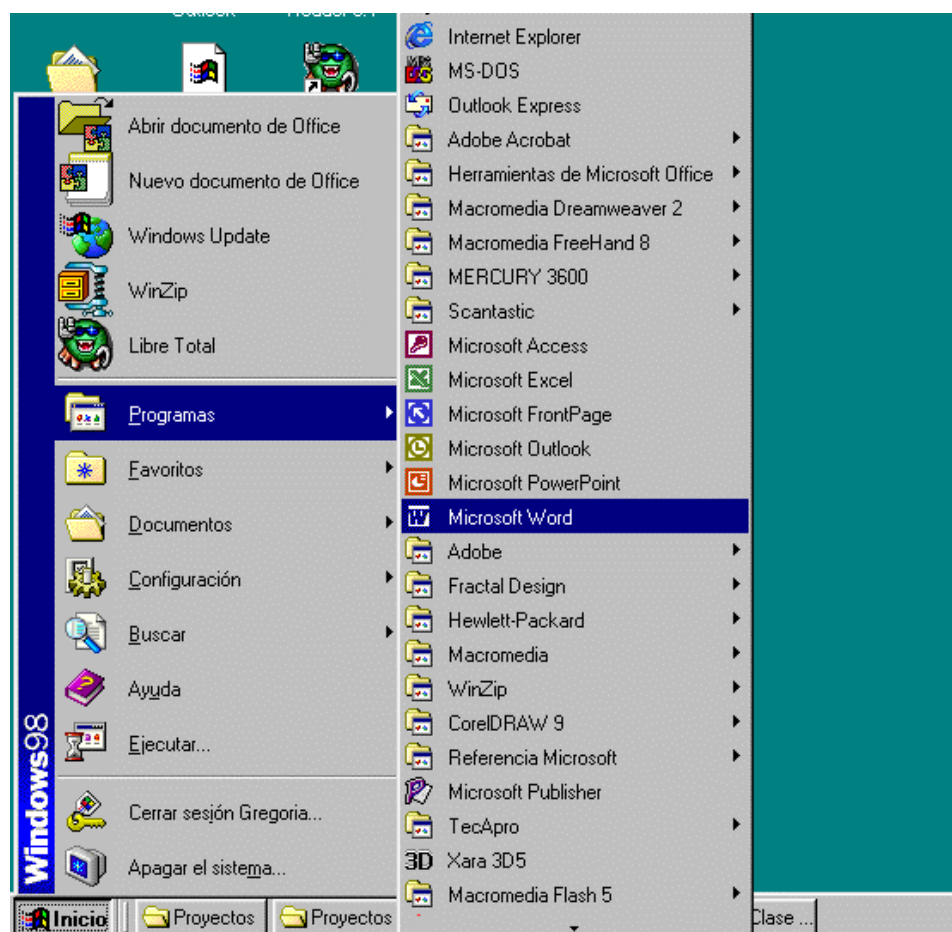 Internet Explorer
MS-DOS
Outlook Express
Adobe Acrobat
Herramientas de Microsoft Office
Macromedia Dreamweaver 2
Macromedia FreeHand 8
MERCURY 3600
Scantastic
Microsoft Access
Microsoft Excel
Microsoft FrontPage
Microsoft Outlook
Microsoft PowerPoint
Microsoft Word
Adobe
Fractal Design
Hewlett-Packard
Macromedia
WinZip
CorelDRAW 9
Referencia Microsoft
Microsoft Publisher
TecApro
3D Xara 3D5
Macromedia Flash 5
Abrir documento de Office
Nuevo documento de Office
Windows Update
WinZip
Libre Total
Programas
Favoritos
Documentos
Configuración
Buscar
Ayuda
Ejecutar...
Cerrar sesión Gregoria...
Apagar el sistema...
Windows98
Inicio
Proyectos
Proyectos
Clase ...